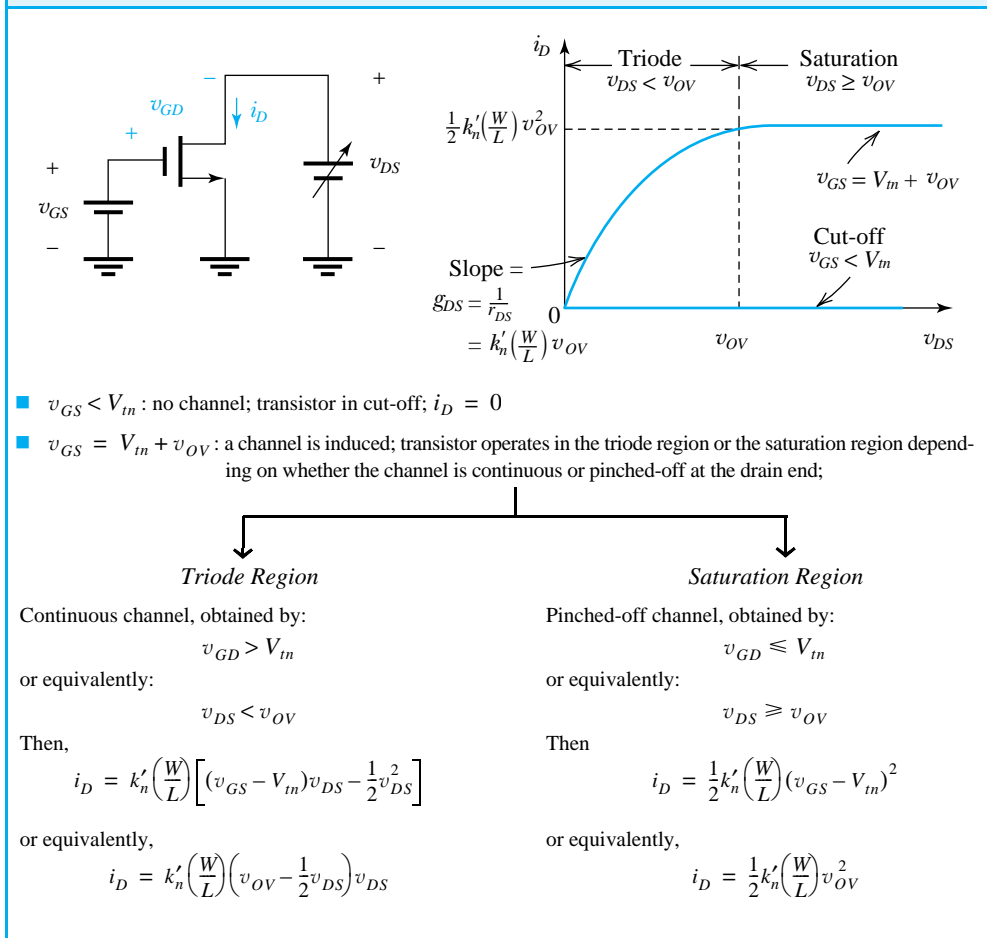 − +
v_GD i_D
+
+
v_GS
−
v_DS
−
i_D
Triode
v_DS < v_OV
Saturation
v_DS ≥ v_OV
½ k′_n (W/L) v²_OV
v_GS = V_tn + v_OV
Cut-off
v_GS < V_tn
Slope =
g_DS = 1/r_DS
= k′_n (W/L) v_OV
0
v_OV
v_DS
■ v_GS < V_tn : no channel; transistor in cut-off; i_D = 0
■ v_GS = V_tn + v_OV : a channel is induced; transistor operates in the triode region or the saturation region depend-
ing on whether the channel is continuous or pinched-off at the drain end;
Triode Region
Continuous channel, obtained by:
v_GD > V_tn
or equivalently:
v_DS < v_OV
Then,
i_D = k′_n (W/L) [(v_GS – V_tn)v_DS – ½v²_DS]
or equivalently,
i_D = k′_n (W/L) (v_OV – ½v_DS) v_DS
Saturation Region
Pinched-off channel, obtained by:
v_GD ≤ V_tn
or equivalently:
v_DS ≥ v_OV
Then
i_D = ½k′_n (W/L) (v_GS – V_tn)²
or equivalently,
i_D = ½k′_n (W/L) v²_OV